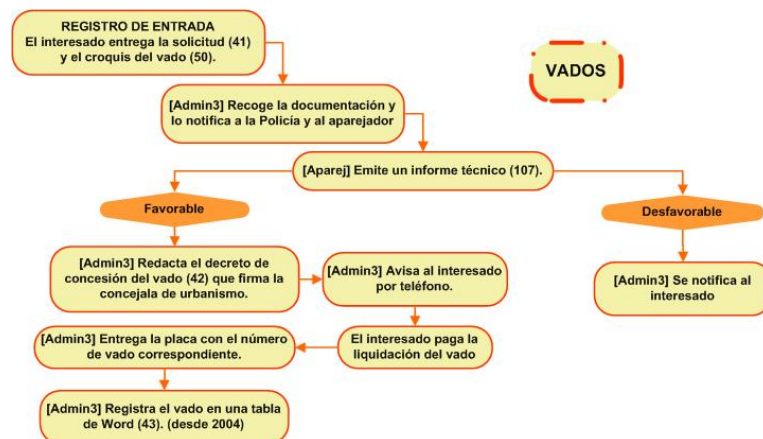 REGISTRO DE ENTRADA
El interesado entrega la solicitud (41)
y el croquis del vado (50).
VADOS
[Admin3] Recoge la documentación y
lo notifica a la Policía y al aparejador
[Aparej] Emite un informe técnico (107).
Favorable
Desfavorable
[Admin3] Redacta el decreto de
concesión del vado (42) que firma la
concejala de urbanismo.
[Admin3] Avisa al interesado
por teléfono.
[Admin3] Se notifica al
interesado
[Admin3] Entrega la placa con el número
de vado correspondiente.
El interesado paga la
liquidación del vado
[Admin3] Registra el vado en una tabla
de Word (43). (desde 2004)